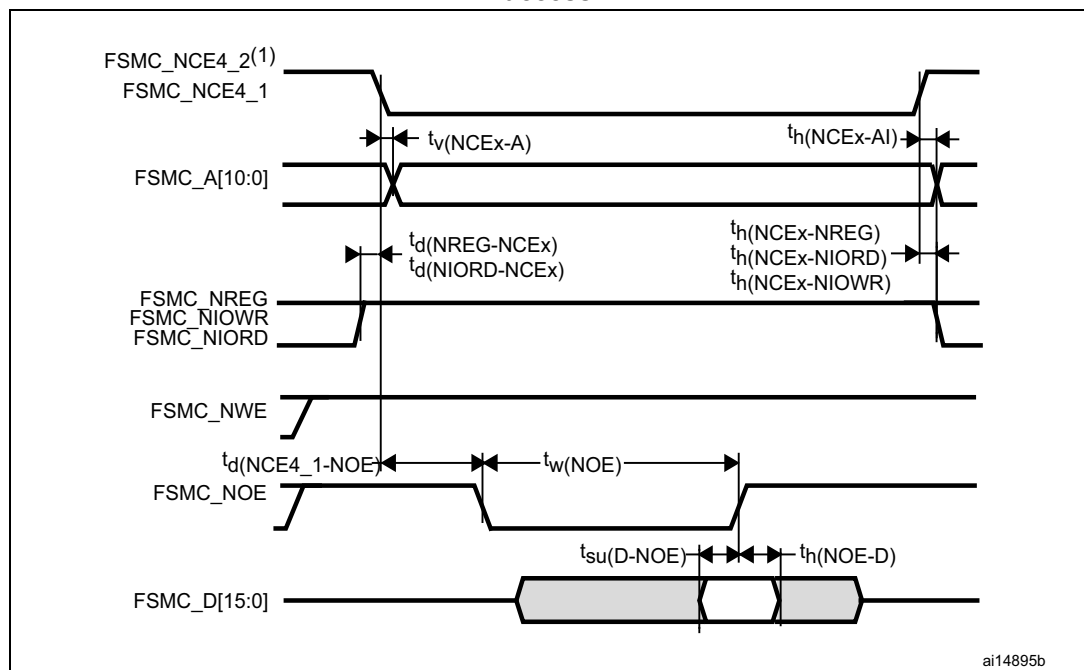 FSMC_NCE4_2(1)
FSMC_NCE4_1
tv(NCEx-A)
th(NCEx-AI)
FSMC_A[10:0]
td(NREG-NCEx)
td(NIORD-NCEx)
th(NCEx-NREG)
th(NCEx-NIORD)
th(NCEx-NIOWR)
FSMC_NREG
FSMC_NIOWR
FSMC_NIORD
FSMC_NWE
td(NCE4_1-NOE)
tw(NOE)
FSMC_NOE
tsu(D-NOE)
th(NOE-D)
FSMC_D[15:0]
ai14895b